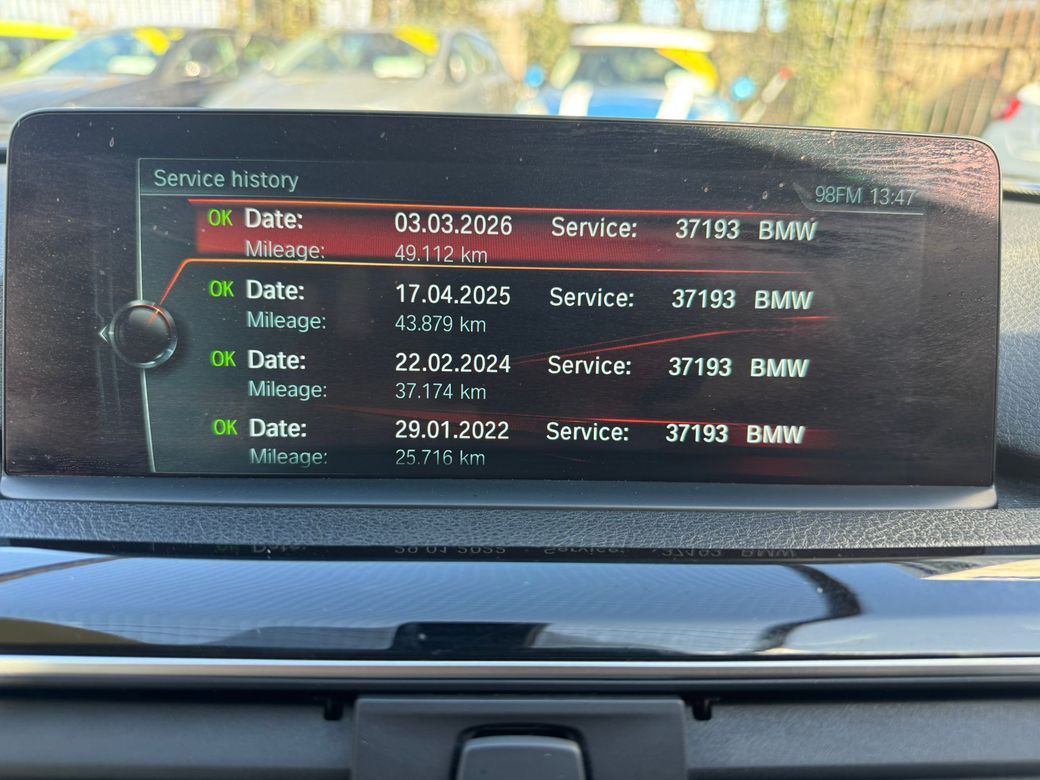 Service history
98FM 13:47
OK Date: 03.03.2026 Service: 37193 BMW
Mileage: 49.112 km
OK Date: 17.04.2025 Service: 37193 BMW
Mileage: 43.879 km
OK Date: 22.02.2024 Service: 37193 BMW
Mileage: 37.174 km
OK Date: 29.01.2022 Service: 37193 BMW
Mileage: 25.716 km